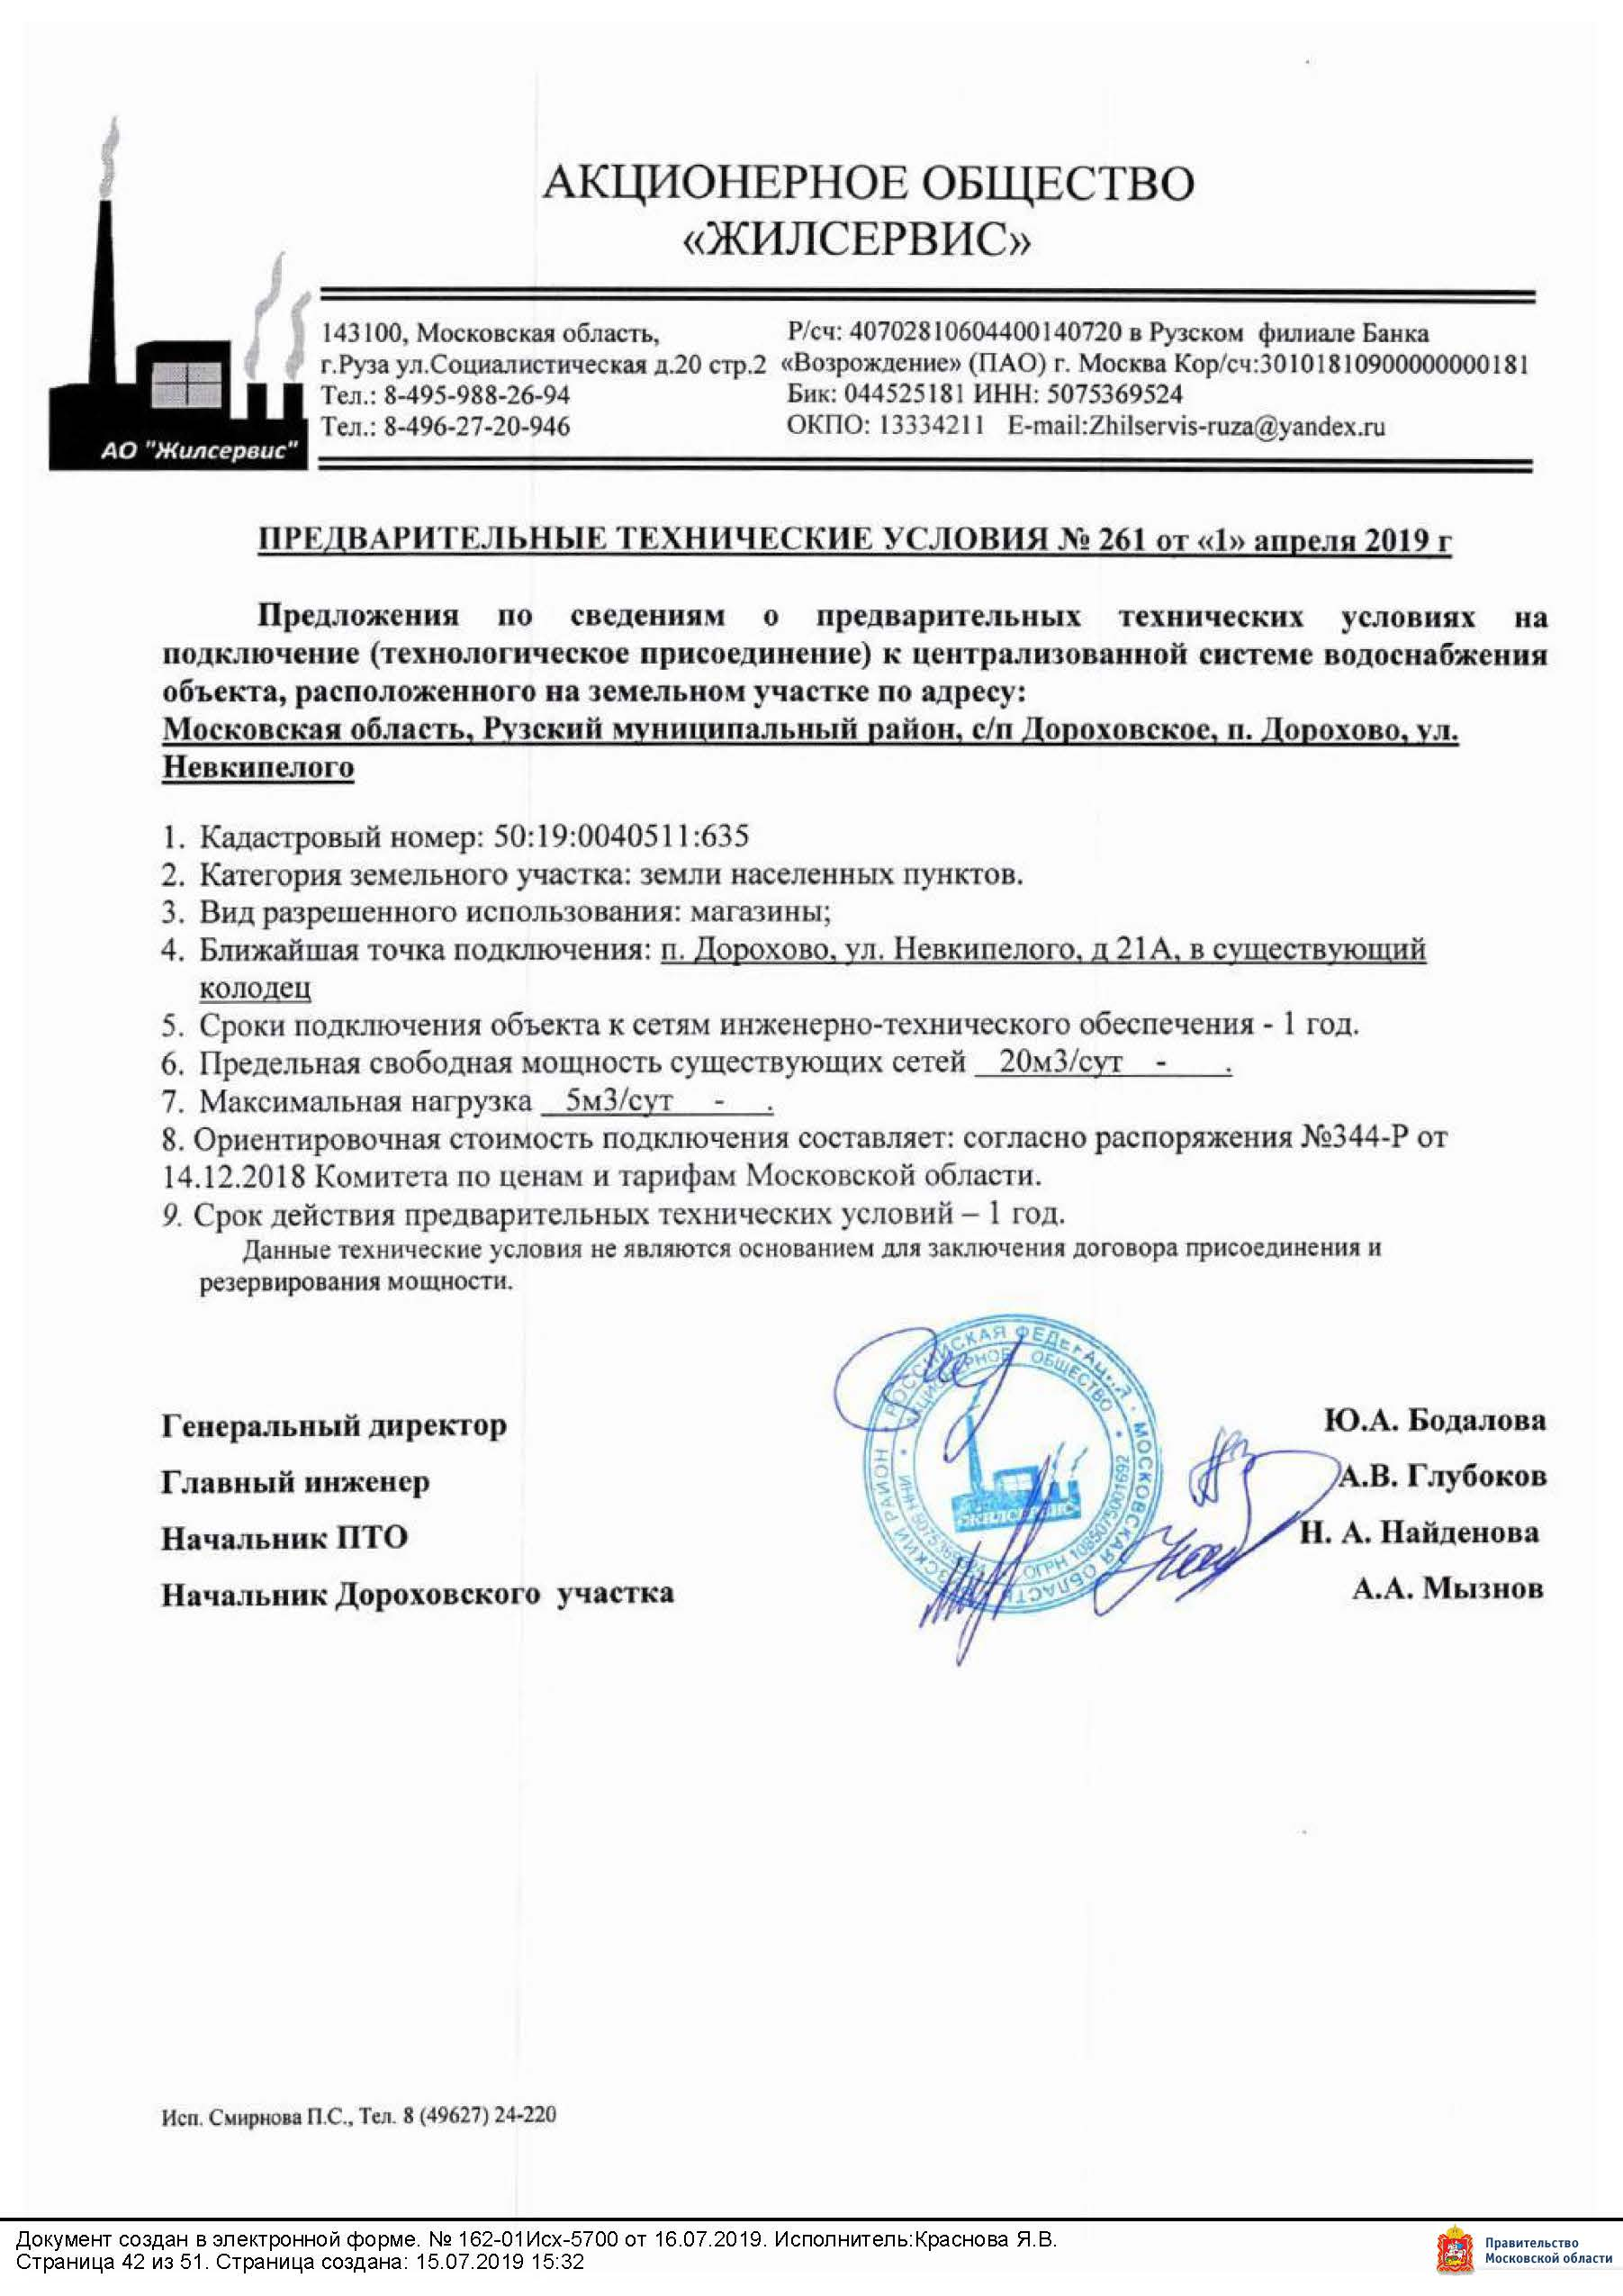 АКЦИОНЕРНОЕ ОБЩЕСТВО
«ЖИЛСЕРВИС»
АО "Жилсервис"
143100, Московская область,
г.Руза ул.Социалистическая д.20 стр.2
Тел.: 8-495-988-26-94
Тел.: 8-496-27-20-946
Р/сч: 40702810604400140720 в Рузском филиале Банка
«Возрождение» (ПАО) г. Москва Кор/сч:30101810900000000181
Бик: 044525181 ИНН: 5075369524
ОКПО: 13334211 E-mail:Zhilservis-ruza@yandex.ru
ПРЕДВАРИТЕЛЬНЫЕ ТЕХНИЧЕСКИЕ УСЛОВИЯ № 261 от «1» апреля 2019 г
Предложения по сведениям о предварительных технических условиях на
подключение (технологическое присоединение) к централизованной системе водоснабжения
объекта, расположенного на земельном участке по адресу:
Московская область, Рузский муниципальный район, с/п Дороховское, п. Дорохово, ул.
Невкипелого
1. Кадастровый номер: 50:19:0040511:635
2. Категория земельного участка: земли населенных пунктов.
3. Вид разрешенного использования: магазины;
4. Ближайшая точка подключения: п. Дорохово, ул. Невкипелого, д 21А, в существующий
колодец
5. Сроки подключения объекта к сетям инженерно-технического обеспечения - 1 год.
6. Предельная свободная мощность существующих сетей 20м3/сут - .
7. Максимальная нагрузка 5м3/сут - .
8. Ориентировочная стоимость подключения составляет: согласно распоряжения №344-Р от
14.12.2018 Комитета по ценам и тарифам Московской области.
9. Срок действия предварительных технических условий – 1 год.
Данные технические условия не являются основанием для заключения договора присоединения и
резервирования мощности.
РОССИЙСКАЯ ФЕДЕРАЦИЯ · МОСКОВСКАЯ ОБЛАСТЬ
РАЙОН
АКЦИОНЕРНОЕ ОБЩЕСТВО
ОГРН 1085075001692
ЖИЛСЕРВИС
Генеральный директор Ю.А. Бодалова
Главный инженер А.В. Глубоков
Начальник ПТО Н. А. Найденова
Начальник Дороховского участка А.А. Мызнов
Исп. Смирнова П.С., Тел. 8 (49627) 24-220
Документ создан в электронной форме. № 162-01Исх-5700 от 16.07.2019. Исполнитель:Краснова Я.В.
Страница 42 из 51. Страница создана: 15.07.2019 15:32
Правительство
Московской области